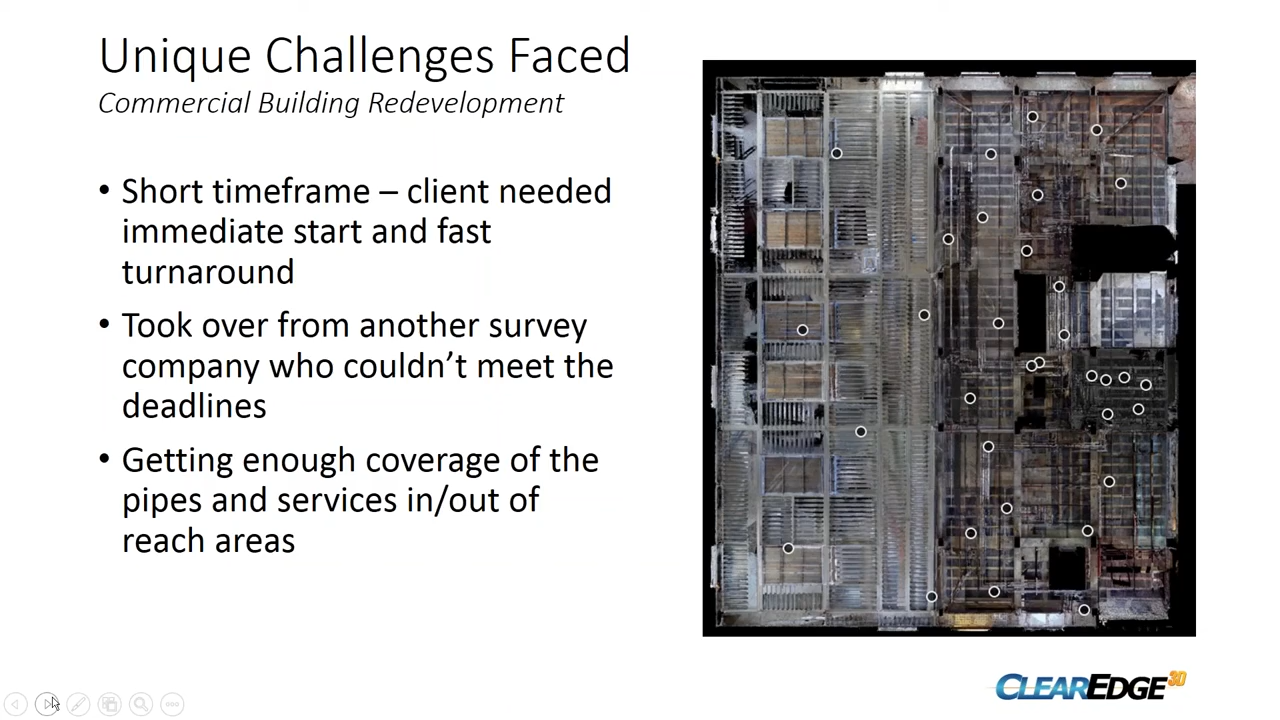 Unique Challenges Faced
Commercial Building Redevelopment
• Short timeframe – client needed
immediate start and fast
turnaround
• Took over from another survey
company who couldn’t meet the
deadlines
• Getting enough coverage of the
pipes and services in/out of
reach areas
CLEAREDGE3D